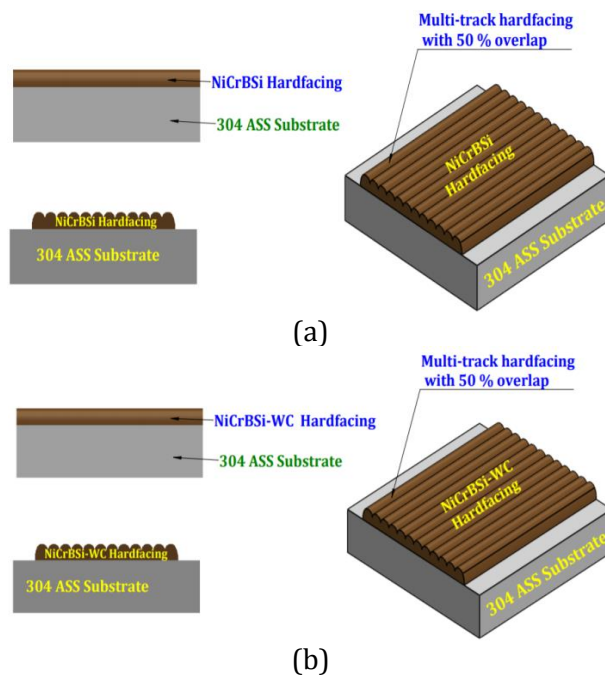 Multi-track hardfacing
with 50 % overlap
NiCrBSi Hardfacing
304 ASS Substrate
NiCrBSi
Hardfacing
NiCrBSi Hardfacing
304 ASS Substrate
304 ASS Substrate
(a)
Multi-track hardfacing
with 50 % overlap
NiCrBSi-WC Hardfacing
304 ASS Substrate
NiCrBSi-WC
Hardfacing
NiCrBSi-WC Hardfacing
304 ASS Substrate
304 ASS Substrate
(b)